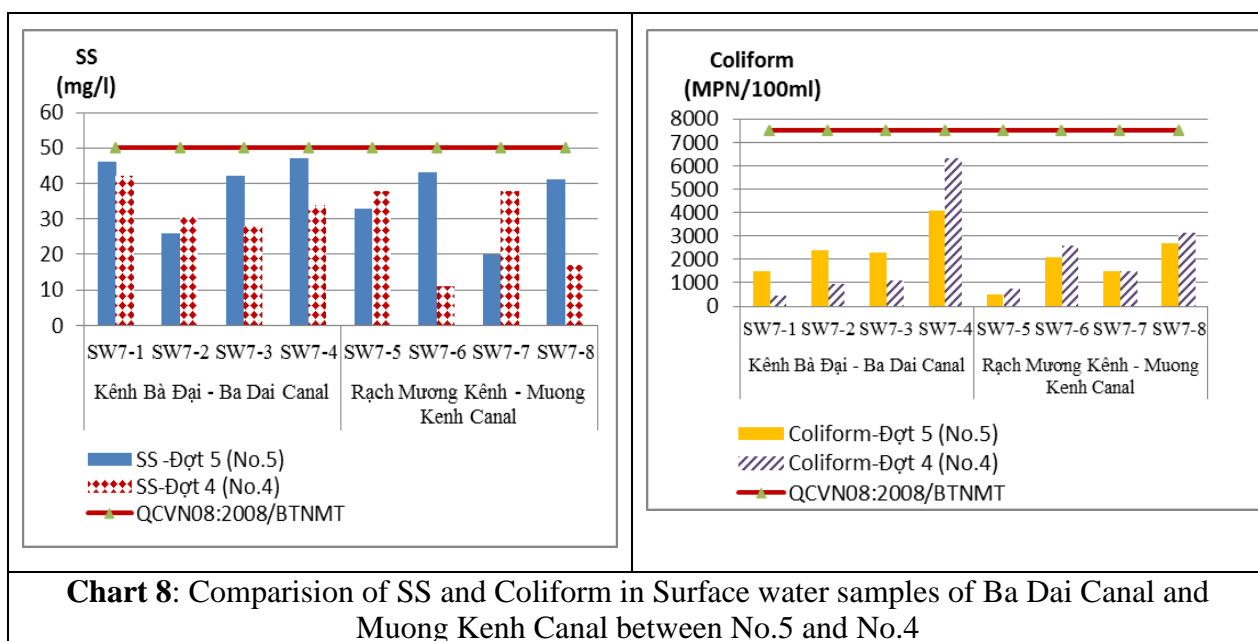 SS
(mg/l)
60
50
40
30
20
10
0
SW7-1 SW7-2 SW7-3 SW7-4 SW7-5 SW7-6 SW7-7 SW7-8
Kênh Bà Đại - Ba Dai Canal
Rạch Mương Kênh - Muong
Kenh Canal
SS -Đợt 5 (No.5)
SS-Đợt 4 (No.4)
QCVN08:2008/BTNMT
Coliform
(MPN/100ml)
8000
7000
6000
5000
4000
3000
2000
1000
0
SW7-1 SW7-2 SW7-3 SW7-4 SW7-5 SW7-6 SW7-7 SW7-8
Kênh Bà Đại - Ba Dai Canal
Rạch Mương Kênh - Muong
Kenh Canal
Coliform-Đợt 5 (No.5)
Coliform-Đợt 4 (No.4)
QCVN08:2008/BTNMT
Chart 8: Comparision of SS and Coliform in Surface water samples of Ba Dai Canal and
Muong Kenh Canal between No.5 and No.4